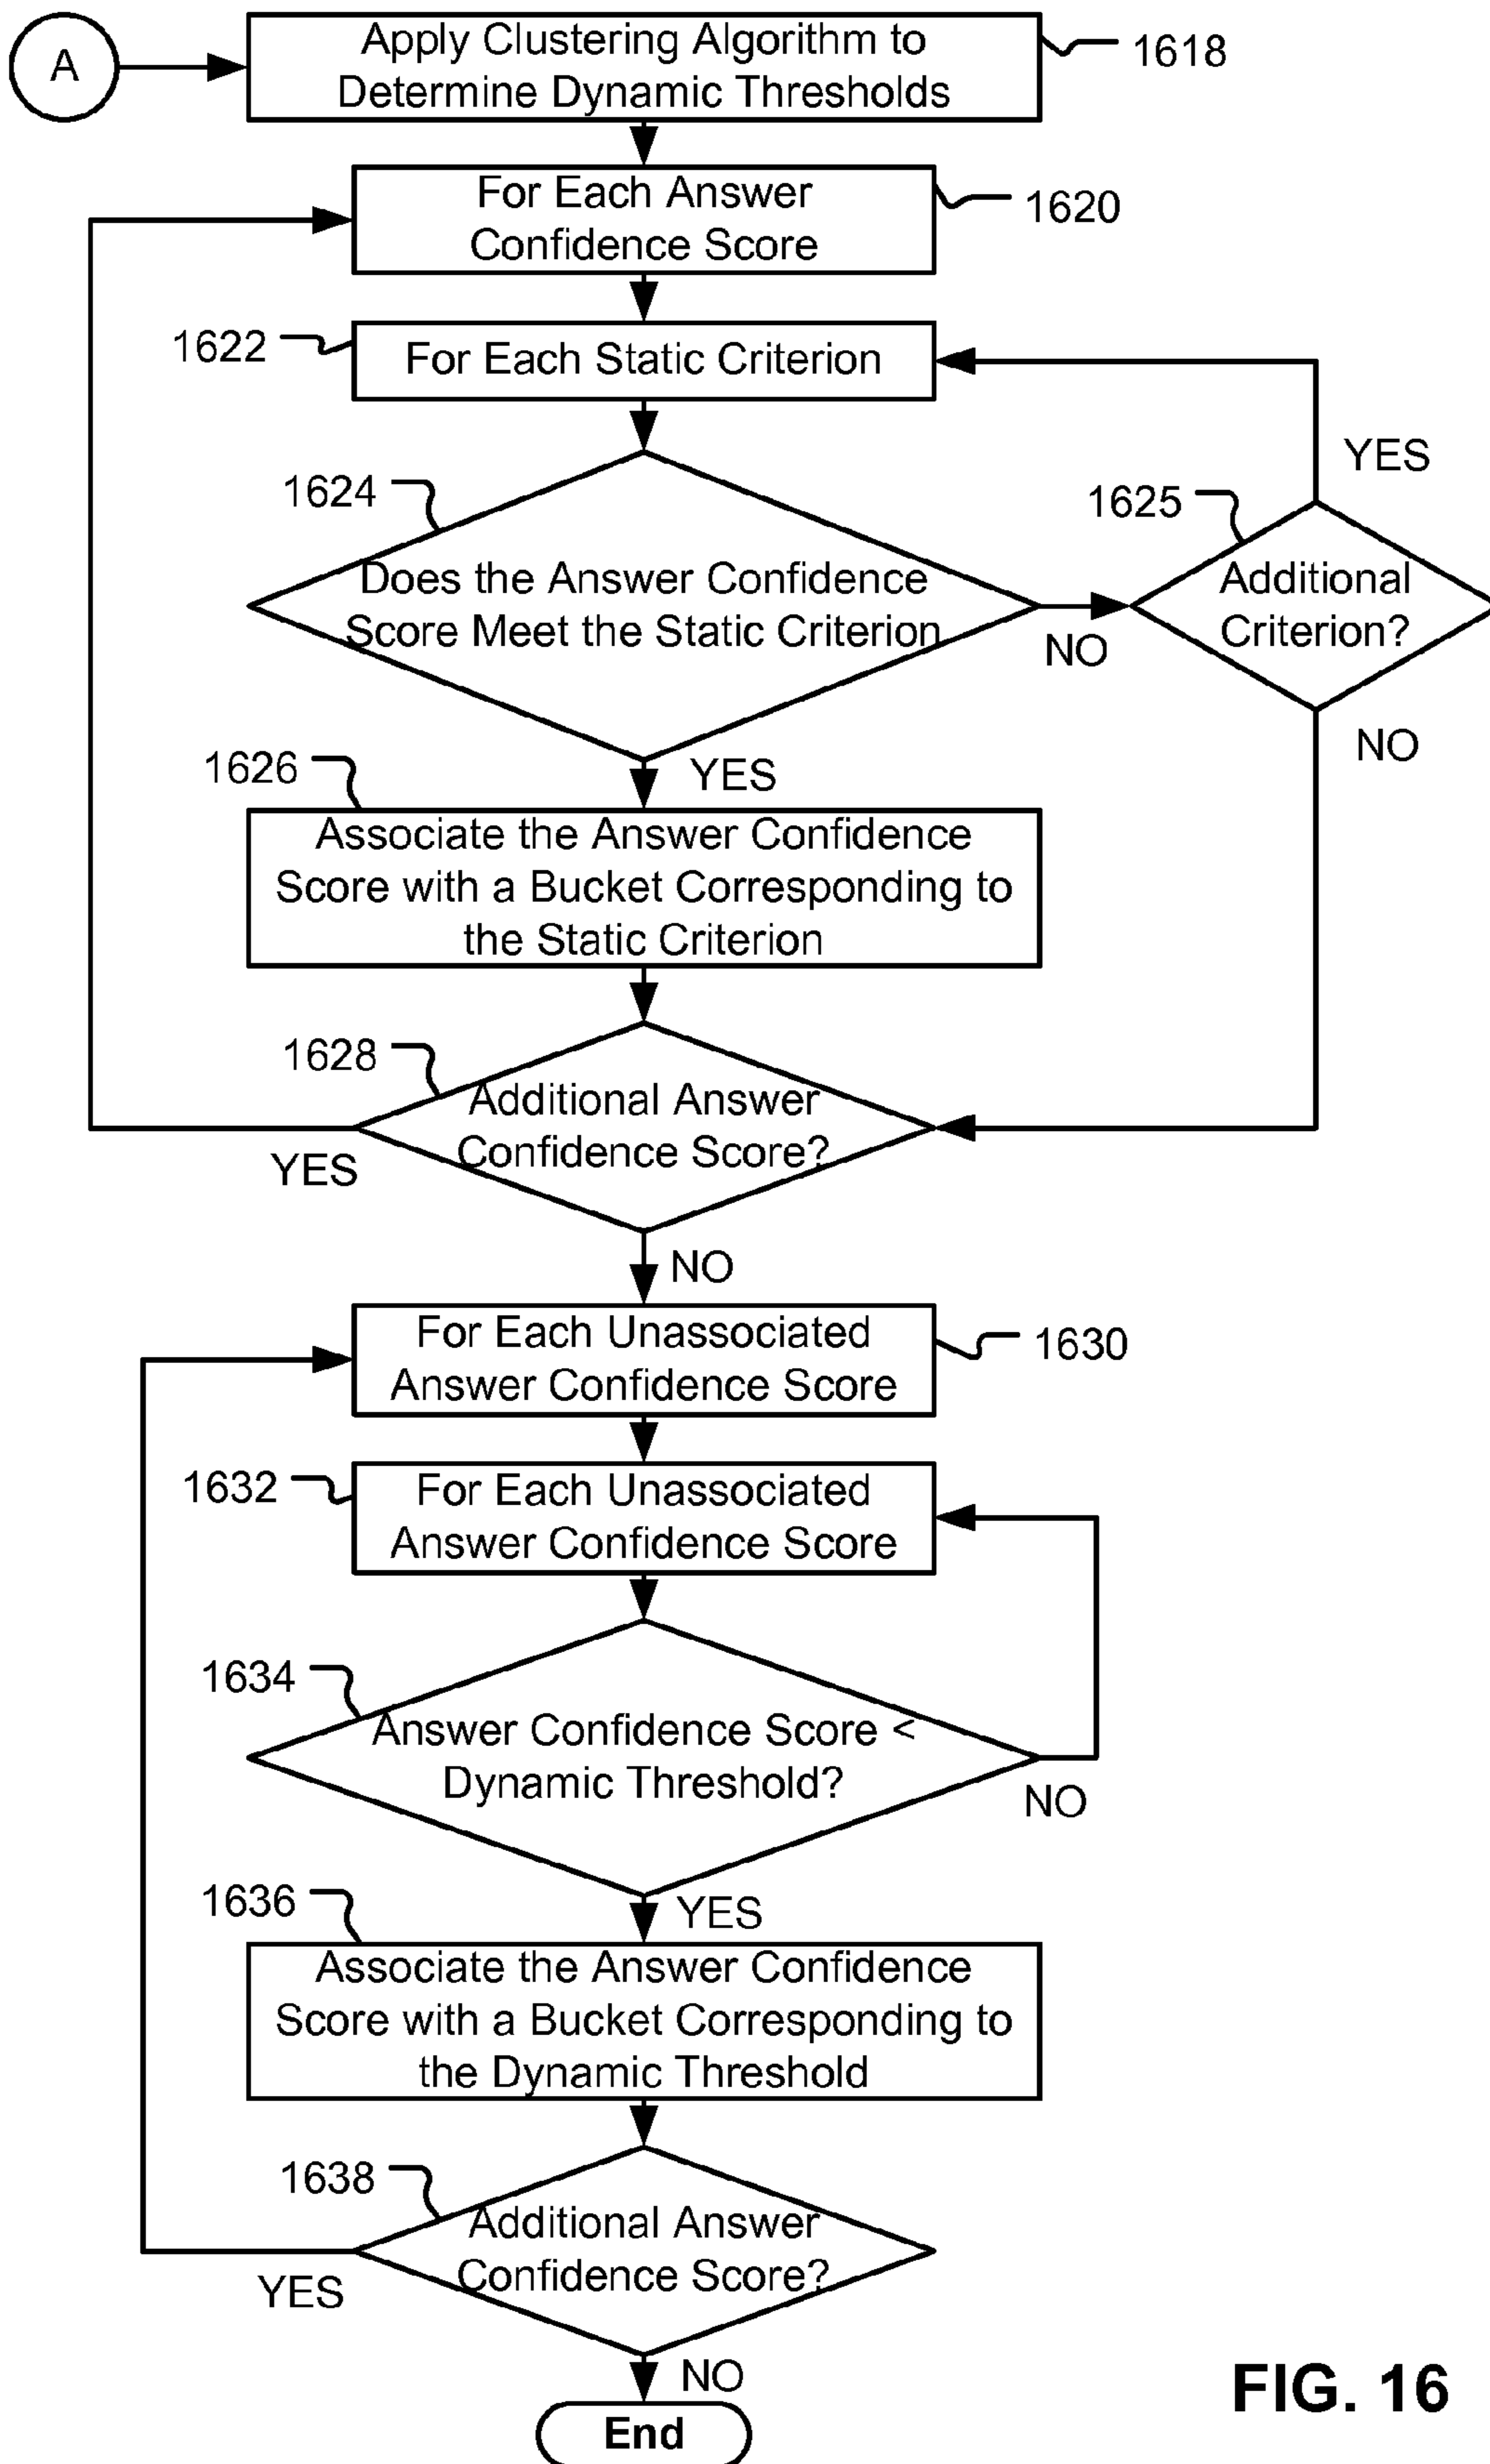 A
Apply Clustering Algorithm to
Determine Dynamic Thresholds
1618
For Each Answer
Confidence Score
1620
1622
For Each Static Criterion
YES
1624
1625
Does the Answer Confidence
Score Meet the Static Criterion
NO
Additional
Criterion?
NO
1626
YES
Associate the Answer Confidence
Score with a Bucket Corresponding to
the Static Criterion
1628
Additional Answer
Confidence Score?
YES
NO
For Each Unassociated
Answer Confidence Score
1630
1632
For Each Unassociated
Answer Confidence Score
1634
Answer Confidence Score <
Dynamic Threshold?
NO
1636
YES
Associate the Answer Confidence
Score with a Bucket Corresponding to
the Dynamic Threshold
1638
Additional Answer
Confidence Score?
YES
NO
End
FIG. 16